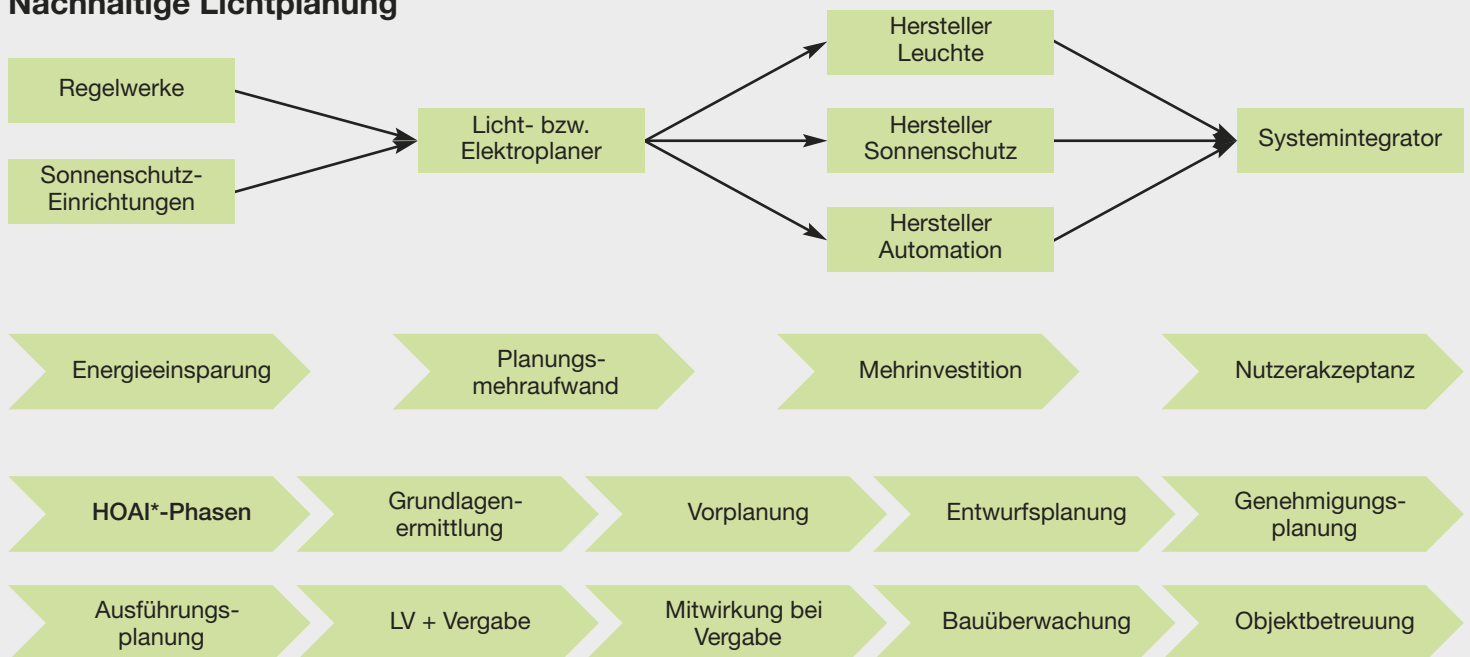 Nachhaltige Lichtplanung
Regelwerke
Sonnenschutz-
Einrichtungen
Licht- bzw.
Elektroplaner
Hersteller
Leuchte
Hersteller
Sonnenschutz
Hersteller
Automation
Systemintegrator
Energieeinsparung
Planungs-
mehraufwand
Mehrinvestition
Nutzerakzeptanz
HOAI*-Phasen
Grundlagen-
ermittlung
Vorplanung
Entwurfsplanung
Genehmigungs-
planung
Ausführungs-
planung
LV + Vergabe
Mitwirkung bei
Vergabe
Bauüberwachung
Objektbetreuung